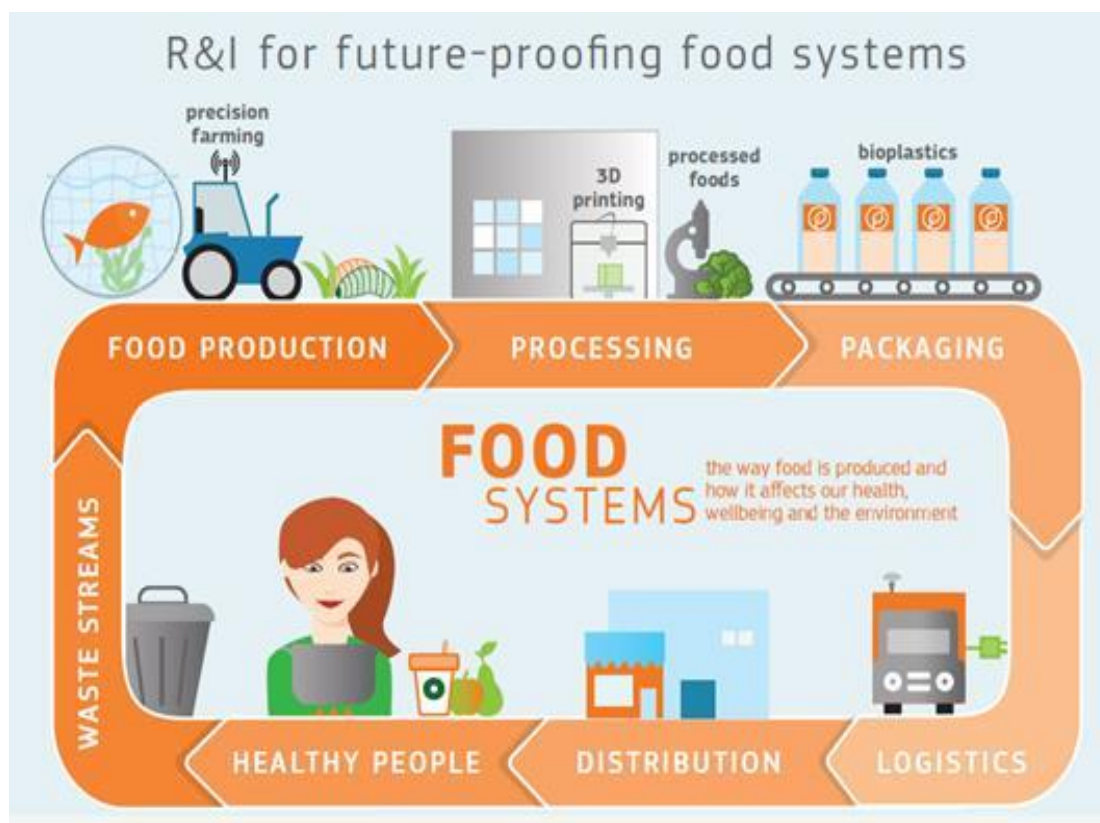 R&I for future-proofing food systems
precision
farming
3D
printing
processed
foods
bioplastics
FOOD PRODUCTION
PROCESSING
PACKAGING
FOOD
SYSTEMS
the way food is produced and
how it affects our health,
wellbeing and the environment
WASTE STREAMS
HEALTHY PEOPLE
DISTRIBUTION
LOGISTICS